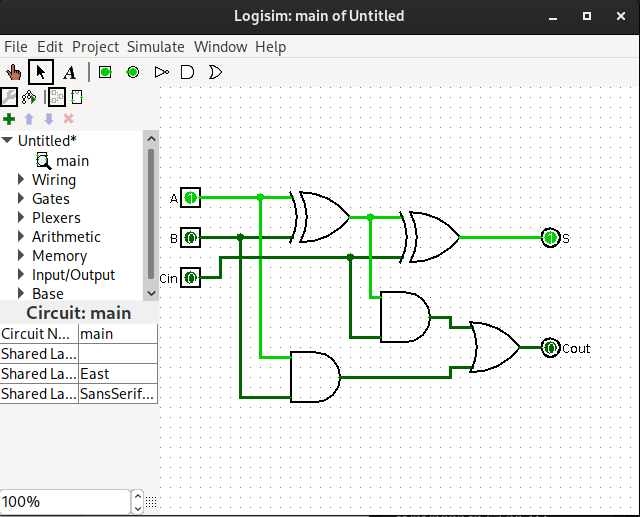 Logisim: main of Untitled
File Edit Project Simulate Window Help
A
Untitled*
main
Wiring
Gates
Plexers
Arithmetic
Memory
Input/Output
Base
Circuit: main
Circuit N... main
Shared La...
Shared La... East
Shared La... SansSerif...
100%
A 1
B 0
Cin 0
1 S
0 Cout